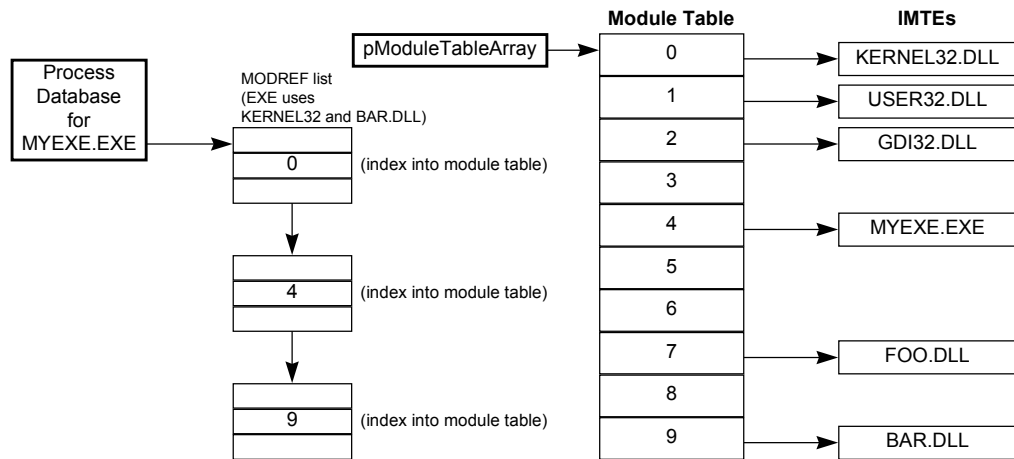 Process
Database
for
MYEXE.EXE
MODREF list
(EXE uses
KERNEL32 and BAR.DLL)
0
(index into module table)
4
(index into module table)
9
(index into module table)
pModuleTableArray
Module Table
0
1
2
3
4
5
6
7
8
9
IMTEs
KERNEL32.DLL
USER32.DLL
GDI32.DLL
MYEXE.EXE
FOO.DLL
BAR.DLL